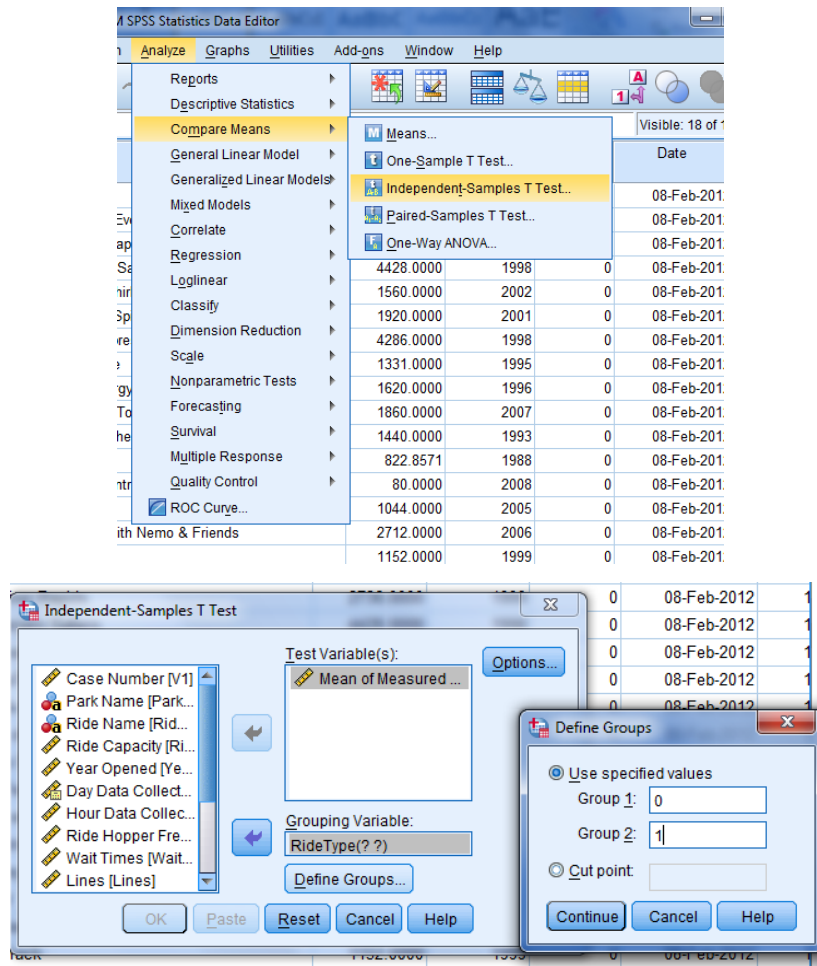 M SPSS Statistics Data Editor
Analyze Graphs Utilities Add-ons Window Help
Reports
Descriptive Statistics
Compare Means
General Linear Model
Generalized Linear Models
Mixed Models
Correlate
Regression
Loglinear
Classify
Dimension Reduction
Scale
Nonparametric Tests
Forecasting
Survival
Multiple Response
Quality Control
ROC Curve...
Means...
One-Sample T Test...
Independent-Samples T Test...
Paired-Samples T Test...
One-Way ANOVA...
Visible: 18 of
Date
08-Feb-201
08-Feb-201
08-Feb-201
4428.0000 1998 0 08-Feb-201
1560.0000 2002 0 08-Feb-201
1920.0000 2001 0 08-Feb-201
4286.0000 1998 0 08-Feb-201
1331.0000 1995 0 08-Feb-201
1620.0000 1996 0 08-Feb-201
1860.0000 2007 0 08-Feb-201
1440.0000 1993 0 08-Feb-201
822.8571 1988 0 08-Feb-201
80.0000 2008 0 08-Feb-201
1044.0000 2005 0 08-Feb-201
ith Nemo & Friends 2712.0000 2006 0 08-Feb-201
1152.0000 1999 0 08-Feb-201
0 08-Feb-2012 1
0 08-Feb-2012 1
0 08-Feb-2012 1
0 08-Feb-2012 1
0 08-Feb-2012
Independent-Samples T Test
Case Number [V1]
Park Name [Park...
Ride Name [Rid...
Ride Capacity [Ri...
Year Opened [Ye...
Day Data Collect...
Hour Data Collec...
Ride Hopper Fre...
Wait Times [Wait...
Lines [Lines]
Test Variable(s):
Mean of Measured ...
Options...
Grouping Variable:
RideType(? ?)
Define Groups...
OK Paste Reset Cancel Help
Define Groups
Use specified values
Group 1: 0
Group 2: 1
Cut point:
Continue Cancel Help